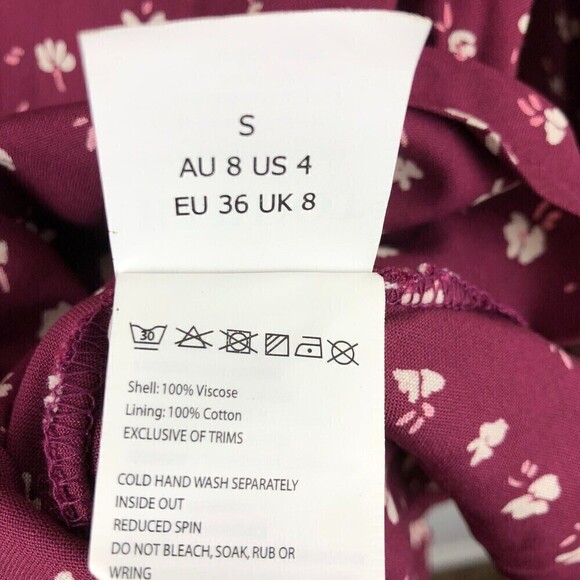 S
AU 8 US 4
EU 36 UK 8
30
Shell: 100% Viscose
Lining: 100% Cotton
EXCLUSIVE OF TRIMS
COLD HAND WASH SEPARATELY
INSIDE OUT
REDUCED SPIN
DO NOT BLEACH, SOAK, RUB OR
WRING